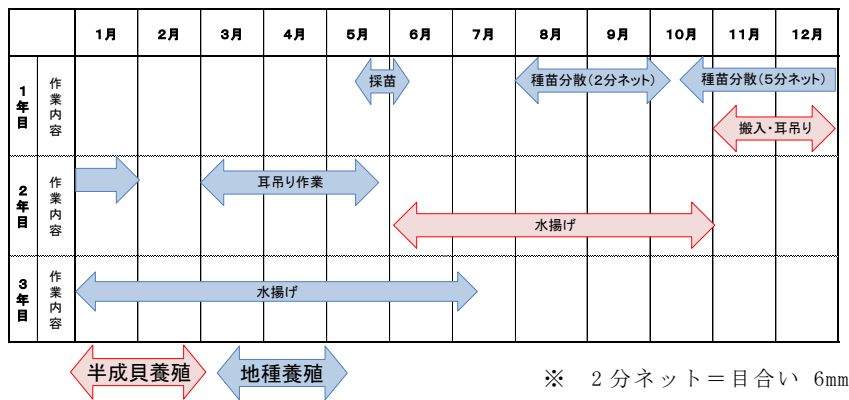 1月 2月 3月 4月 5月 6月 7月 8月 9月 10月 11月 12月
1年目 作業内容 採苗 種苗分散(2分ネット) 種苗分散(5分ネット)
搬入・耳吊り
2年目 作業内容 耳吊り作業
水揚げ
3年目 作業内容 水揚げ
半成貝養殖 地種養殖 ※ 2分ネット=目合い 6mm